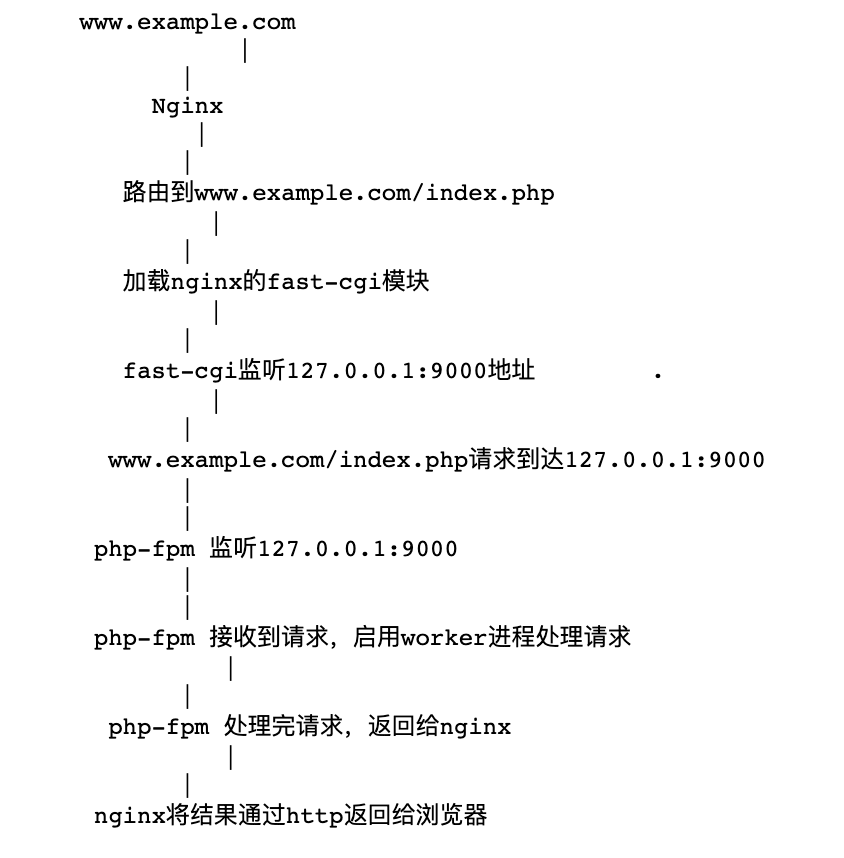 www.example.com
|
|
Nginx
|
|
路由到www.example.com/index.php
|
|
加载nginx的fast-cgi模块
|
|
fast-cgi监听127.0.0.1:9000地址 .
|
|
www.example.com/index.php请求到达127.0.0.1:9000
|
|
php-fpm 监听127.0.0.1:9000
|
|
php-fpm 接收到请求，启用worker进程处理请求
|
|
php-fpm 处理完请求，返回给nginx
|
|
nginx将结果通过http返回给浏览器